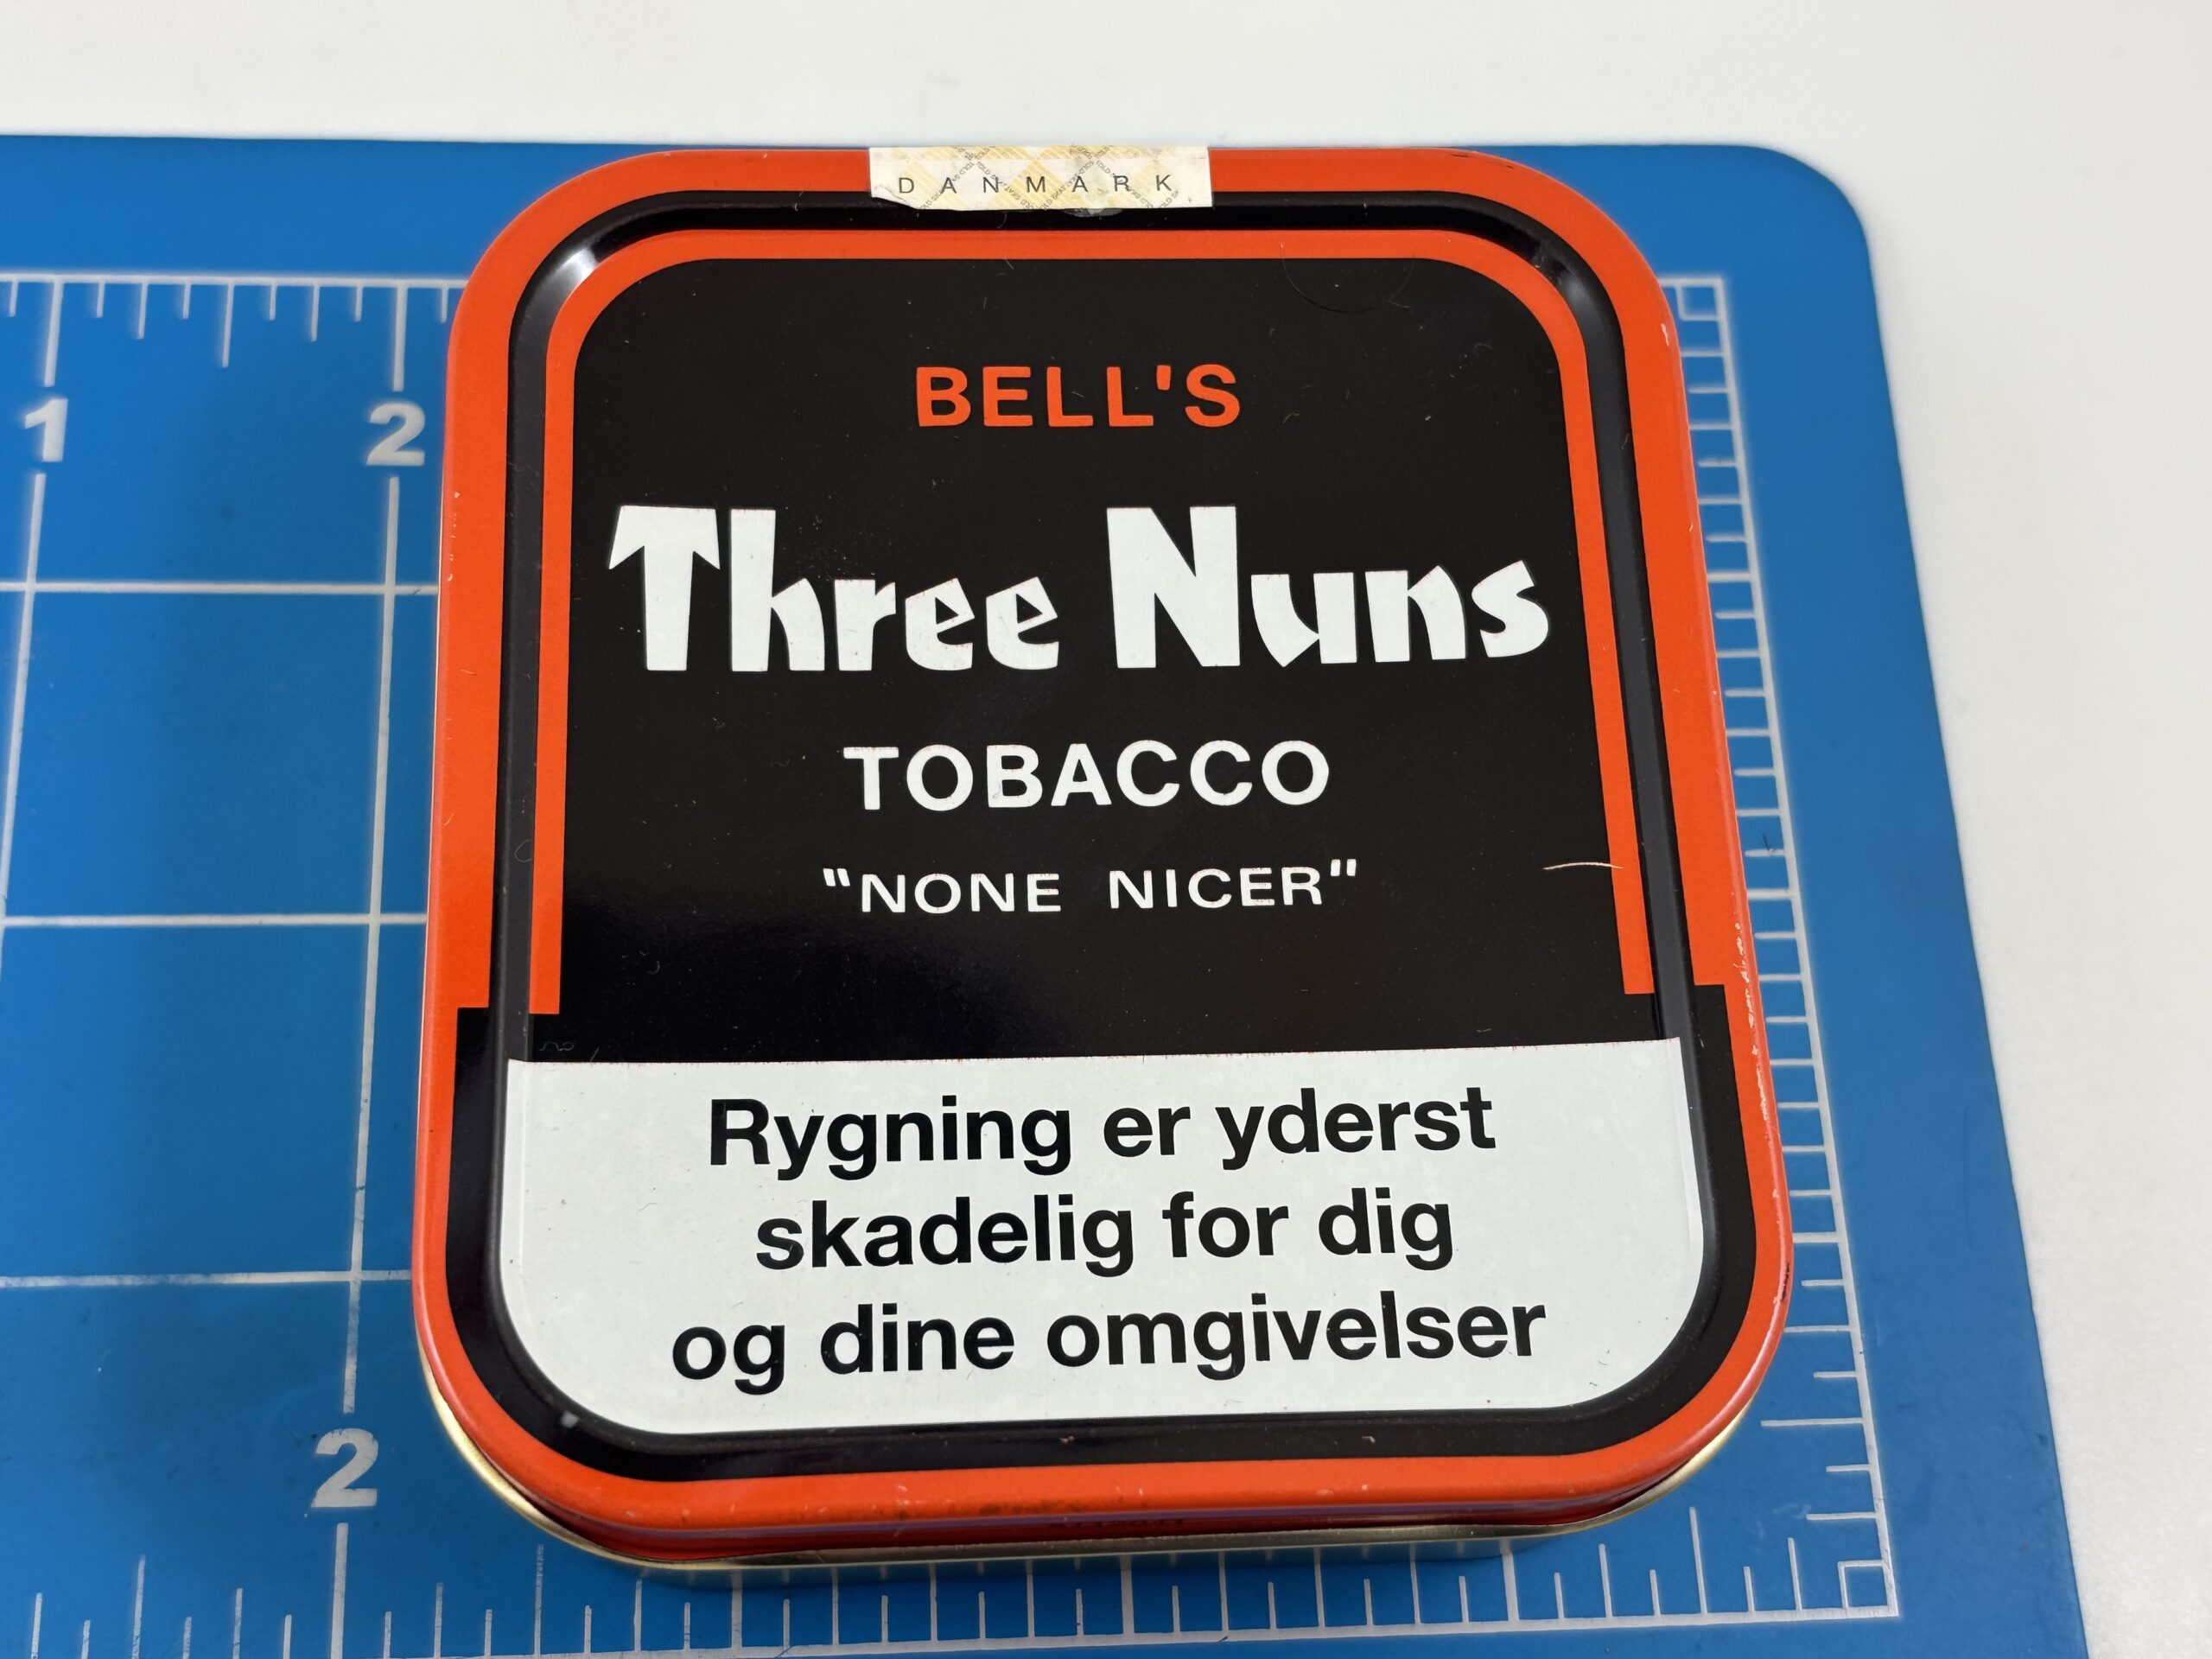 DANMARK
1
2
BELL'S
Three Nuns
TOBACCO
"NONE NICER"
Rygning er yderst
skadelig for dig
og dine omgivelser
2